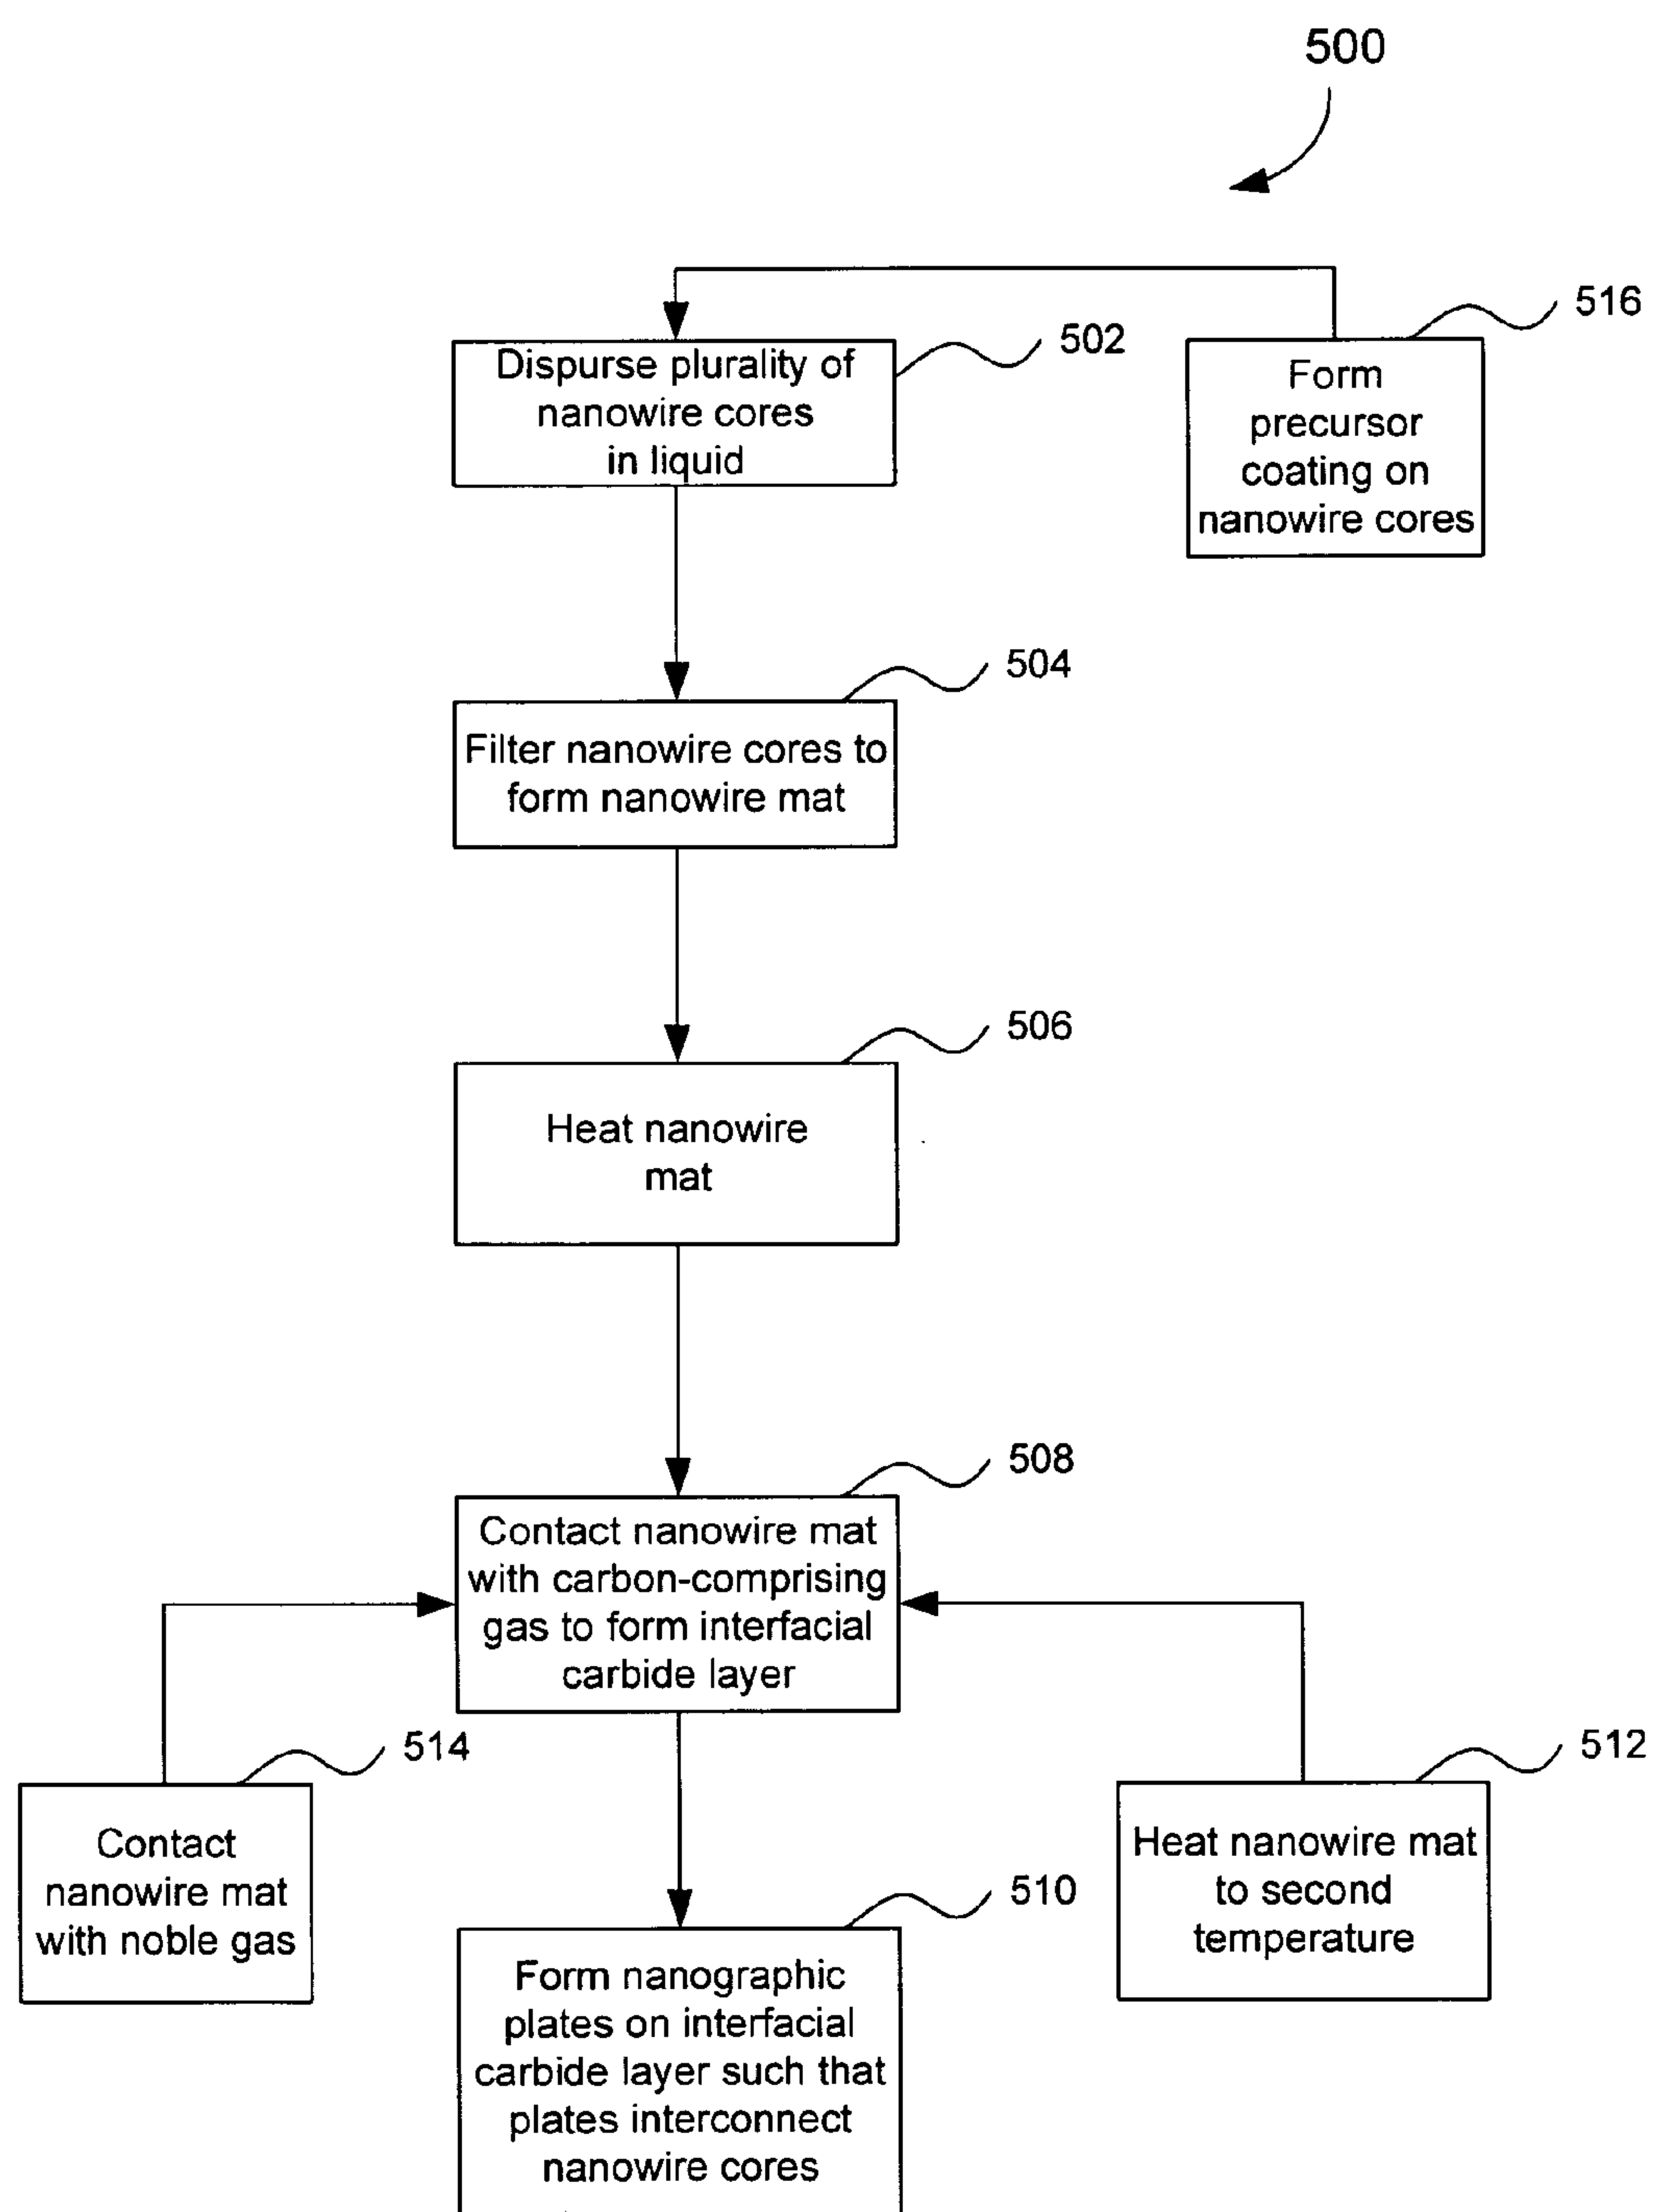 500
516
502
Dispurse plurality of
nanowire cores
in liquid
Form
precursor
coating on
nanowire cores
504
Filter nanowire cores to
form nanowire mat
506
Heat nanowire
mat
508
Contact nanowire mat
with carbon-comprising
gas to form interfacial
carbide layer
514
512
Contact
nanowire mat
with noble gas
Heat nanowire mat
to second
temperature
510
Form nanographic
plates on interfacial
carbide layer such that
plates interconnect
nanowire cores